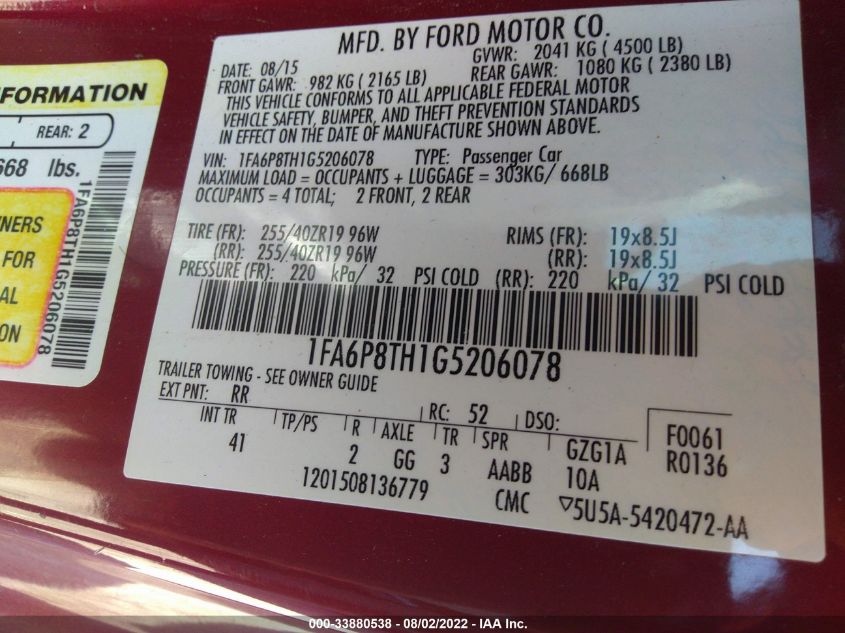 FORMATION
REAR: 2
668 lbs.
NERS
FOR
AL
ON
1FA6P8TH1G5206078
MFD. BY FORD MOTOR CO.
DATE: 08/15 GVWR: 2041 KG ( 4500 LB)
FRONT GAWR: 982 KG ( 2165 LB) REAR GAWR: 1080 KG ( 2380 LB)
THIS VEHICLE CONFORMS TO ALL APPLICABLE FEDERAL MOTOR
VEHICLE SAFETY, BUMPER, AND THEFT PREVENTION STANDARDS
IN EFFECT ON THE DATE OF MANUFACTURE SHOWN ABOVE.
VIN: 1FA6P8TH1G5206078 TYPE: Passenger Car
MAXIMUM LOAD = OCCUPANTS + LUGGAGE = 303KG/ 668LB
OCCUPANTS = 4 TOTAL; 2 FRONT, 2 REAR
TIRE (FR): 255/40ZR19 96W RIMS (FR): 19x8.5J
(RR): 255/40ZR19 96W (RR): 19x8.5J
PRESSURE (FR): 220 kPa/ 32 PSI COLD (RR): 220 kPa/ 32 PSI COLD
1FA6P8TH1G5206078
TRAILER TOWING - SEE OWNER GUIDE
EXT PNT: RR RC: 52 DSO:
INT TR TP/PS R AXLE TR SPR GZG1A F0061
41 2 GG 3 AABB 10A R0136
1201508136779 CMC ▽5U5A-5420472-AA
000-33880538 - 08/02/2022 - IAA Inc.